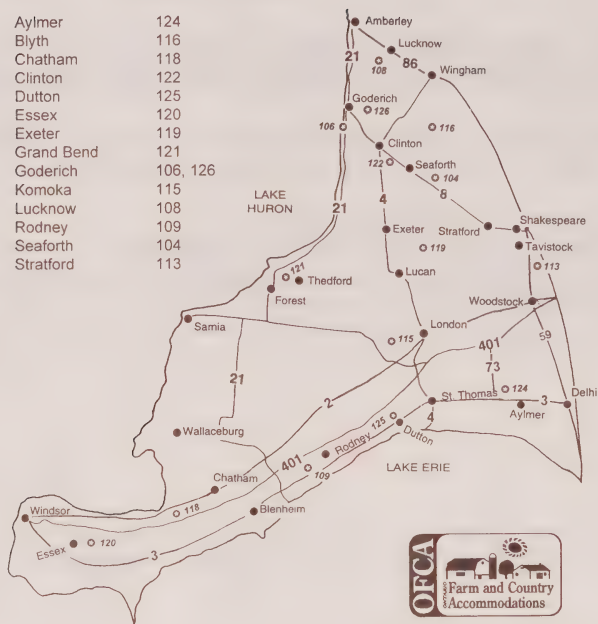 Aylmer 124
Blyth 116
Chatham 118
Clinton 122
Dutton 125
Essex 120
Exeter 119
Grand Bend 121
Goderich 106, 126
Komoka 115
Lucknow 108
Rodney 109
Seaforth 104
Stratford 113
Amberley
Lucknow
21
108
86
Wingham
Goderich
126
106
116
Clinton
122
Seaforth
104
LAKE
HURON
8
4
21
Shakespeare
Stratford
Exeter
119
Tavistock
113
121
Thedford
Lucan
Forest
Woodstock
Sarnia
London
115
401
59
73
21
2
124
St. Thomas
3
Delhi
Aylmer
4
125
Dutton
Wallaceburg
Rodney
401
109
LAKE ERIE
Chatham
118
Blenheim
Windsor
Essex
120
3
OFCA
ONTARIO
Farm and Country
Accommodations